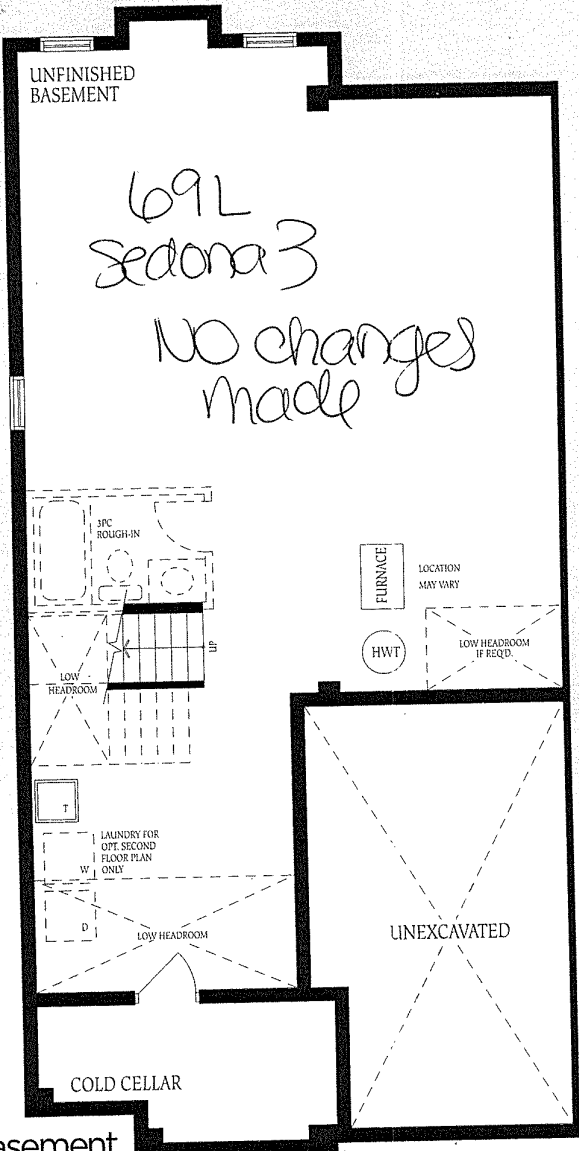 UNFINISHED
BASEMENT
69L
Sedona 3
NO changes
made
3PC
ROUGH-IN
FURNACE
LOCATION
MAY VARY
HWT
LOW HEADROOM
IF REQ'D.
UP
LOW
HEADROOM
T
LAUNDRY FOR
OPT. SECOND
FLOOR PLAN
ONLY
W
D
LOW HEADROOM
UNEXCAVATED
COLD CELLAR
asement